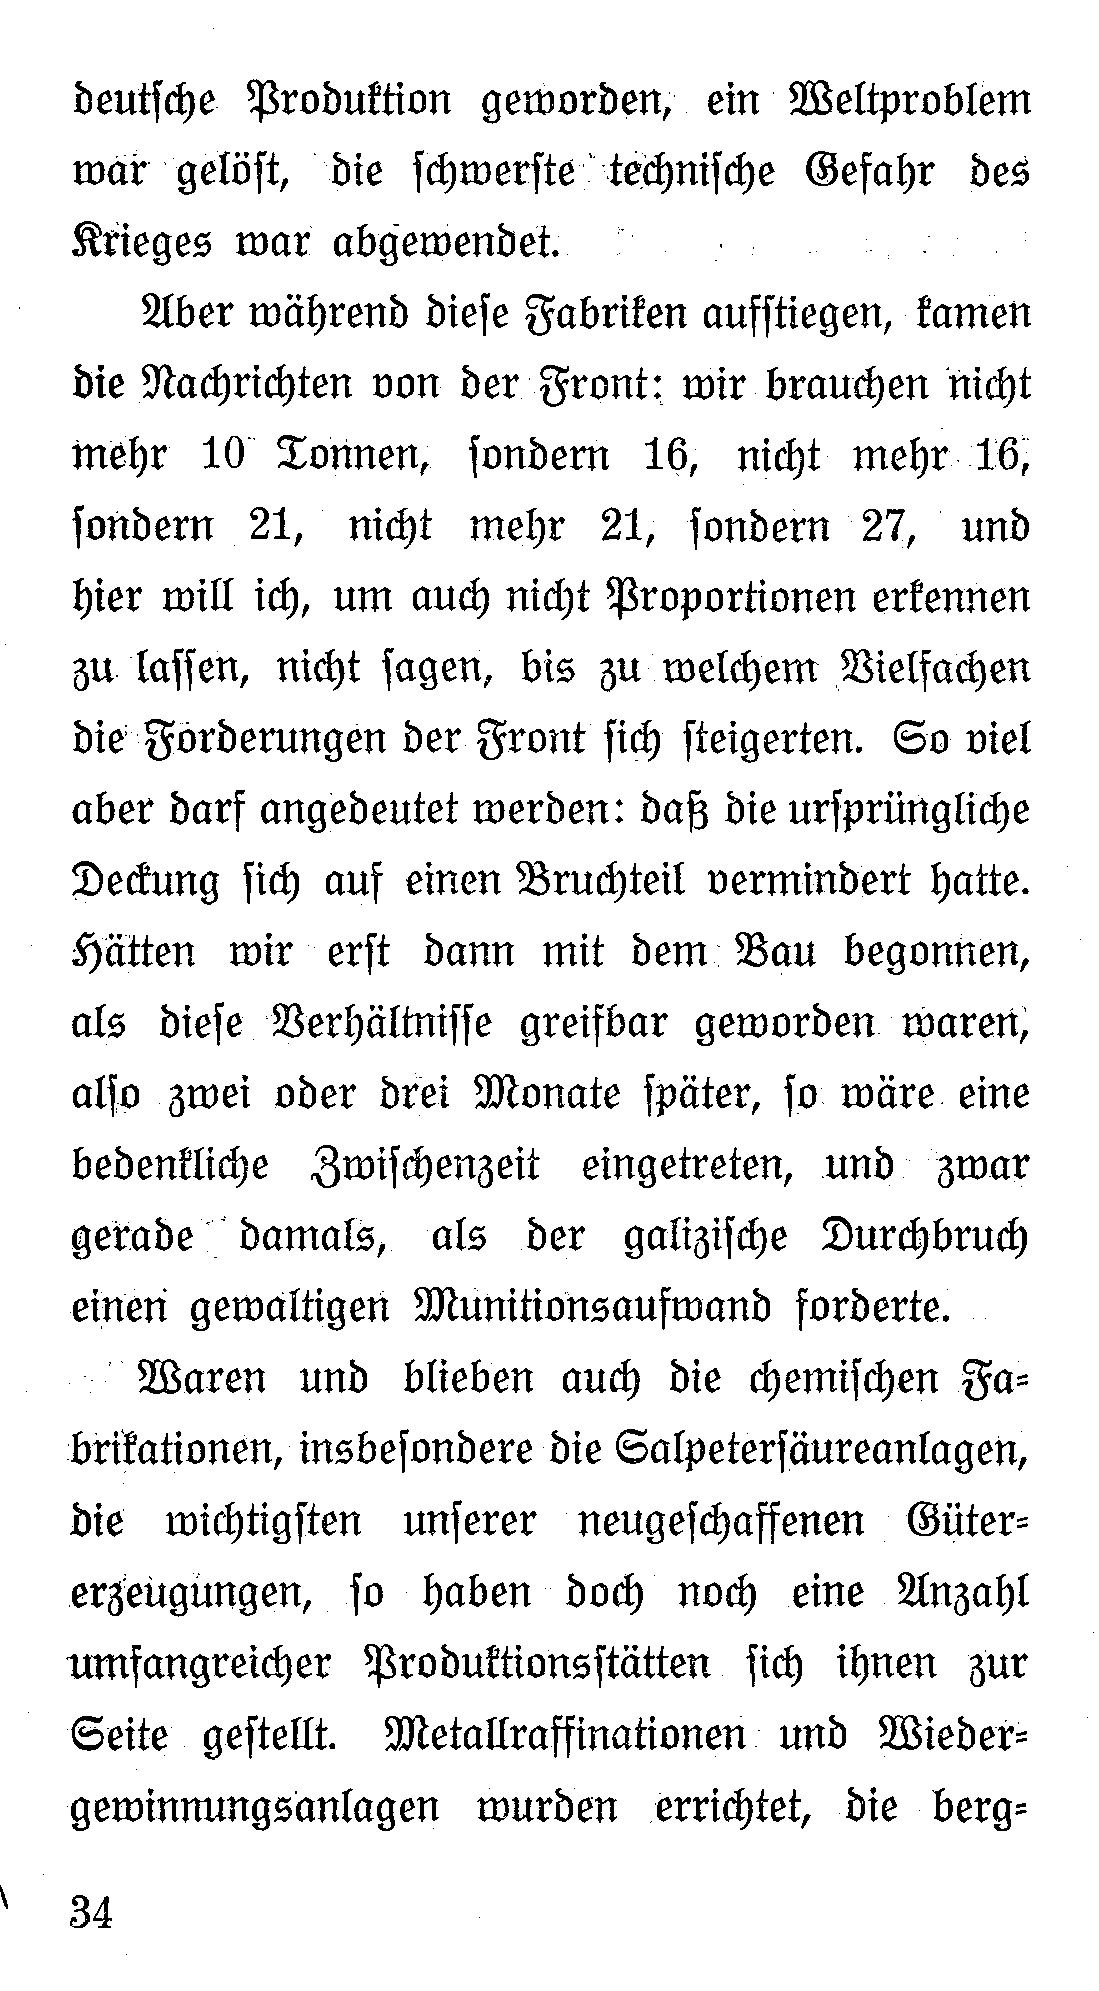 deutsche Produktion geworden, ein Weltproblem
war gelöst, die schwerste technische Gefahr des
Krieges war abgewendet.
Aber während diese Fabriken aufstiegen, kamen
die Nachrichten von der Front: wir brauchen nicht
mehr 10 Tonnen, sondern 16, nicht mehr 16,
sondern 21, nicht mehr 21, sondern 27, und
hier will ich, um auch nicht Proportionen erkennen
zu lassen, nicht sagen, bis zu welchem Vielfachen
die Forderungen der Front sich steigerten. So viel
aber darf angedeutet werden: daß die ursprüngliche
Deckung sich auf einen Bruchteil vermindert hatte.
Hätten wir erst dann mit dem Bau begonnen,
als diese Verhältnisse greifbar geworden waren,
also zwei oder drei Monate später, so wäre eine
bedenkliche Zwischenzeit eingetreten, und zwar
gerade damals, als der galizische Durchbruch
einen gewaltigen Munitionsaufwand forderte.
Waren und blieben auch die chemischen Fa-
brikationen, insbesondere die Salpetersäureanlagen,
die wichtigsten unserer neugeschaffenen Güter-
erzeugungen, so haben doch noch eine Anzahl
umfangreicher Produktionsstätten sich ihnen zur
Seite gestellt. Metallraffinationen und Wieder-
gewinnungsanlagen wurden errichtet, die berg-
34